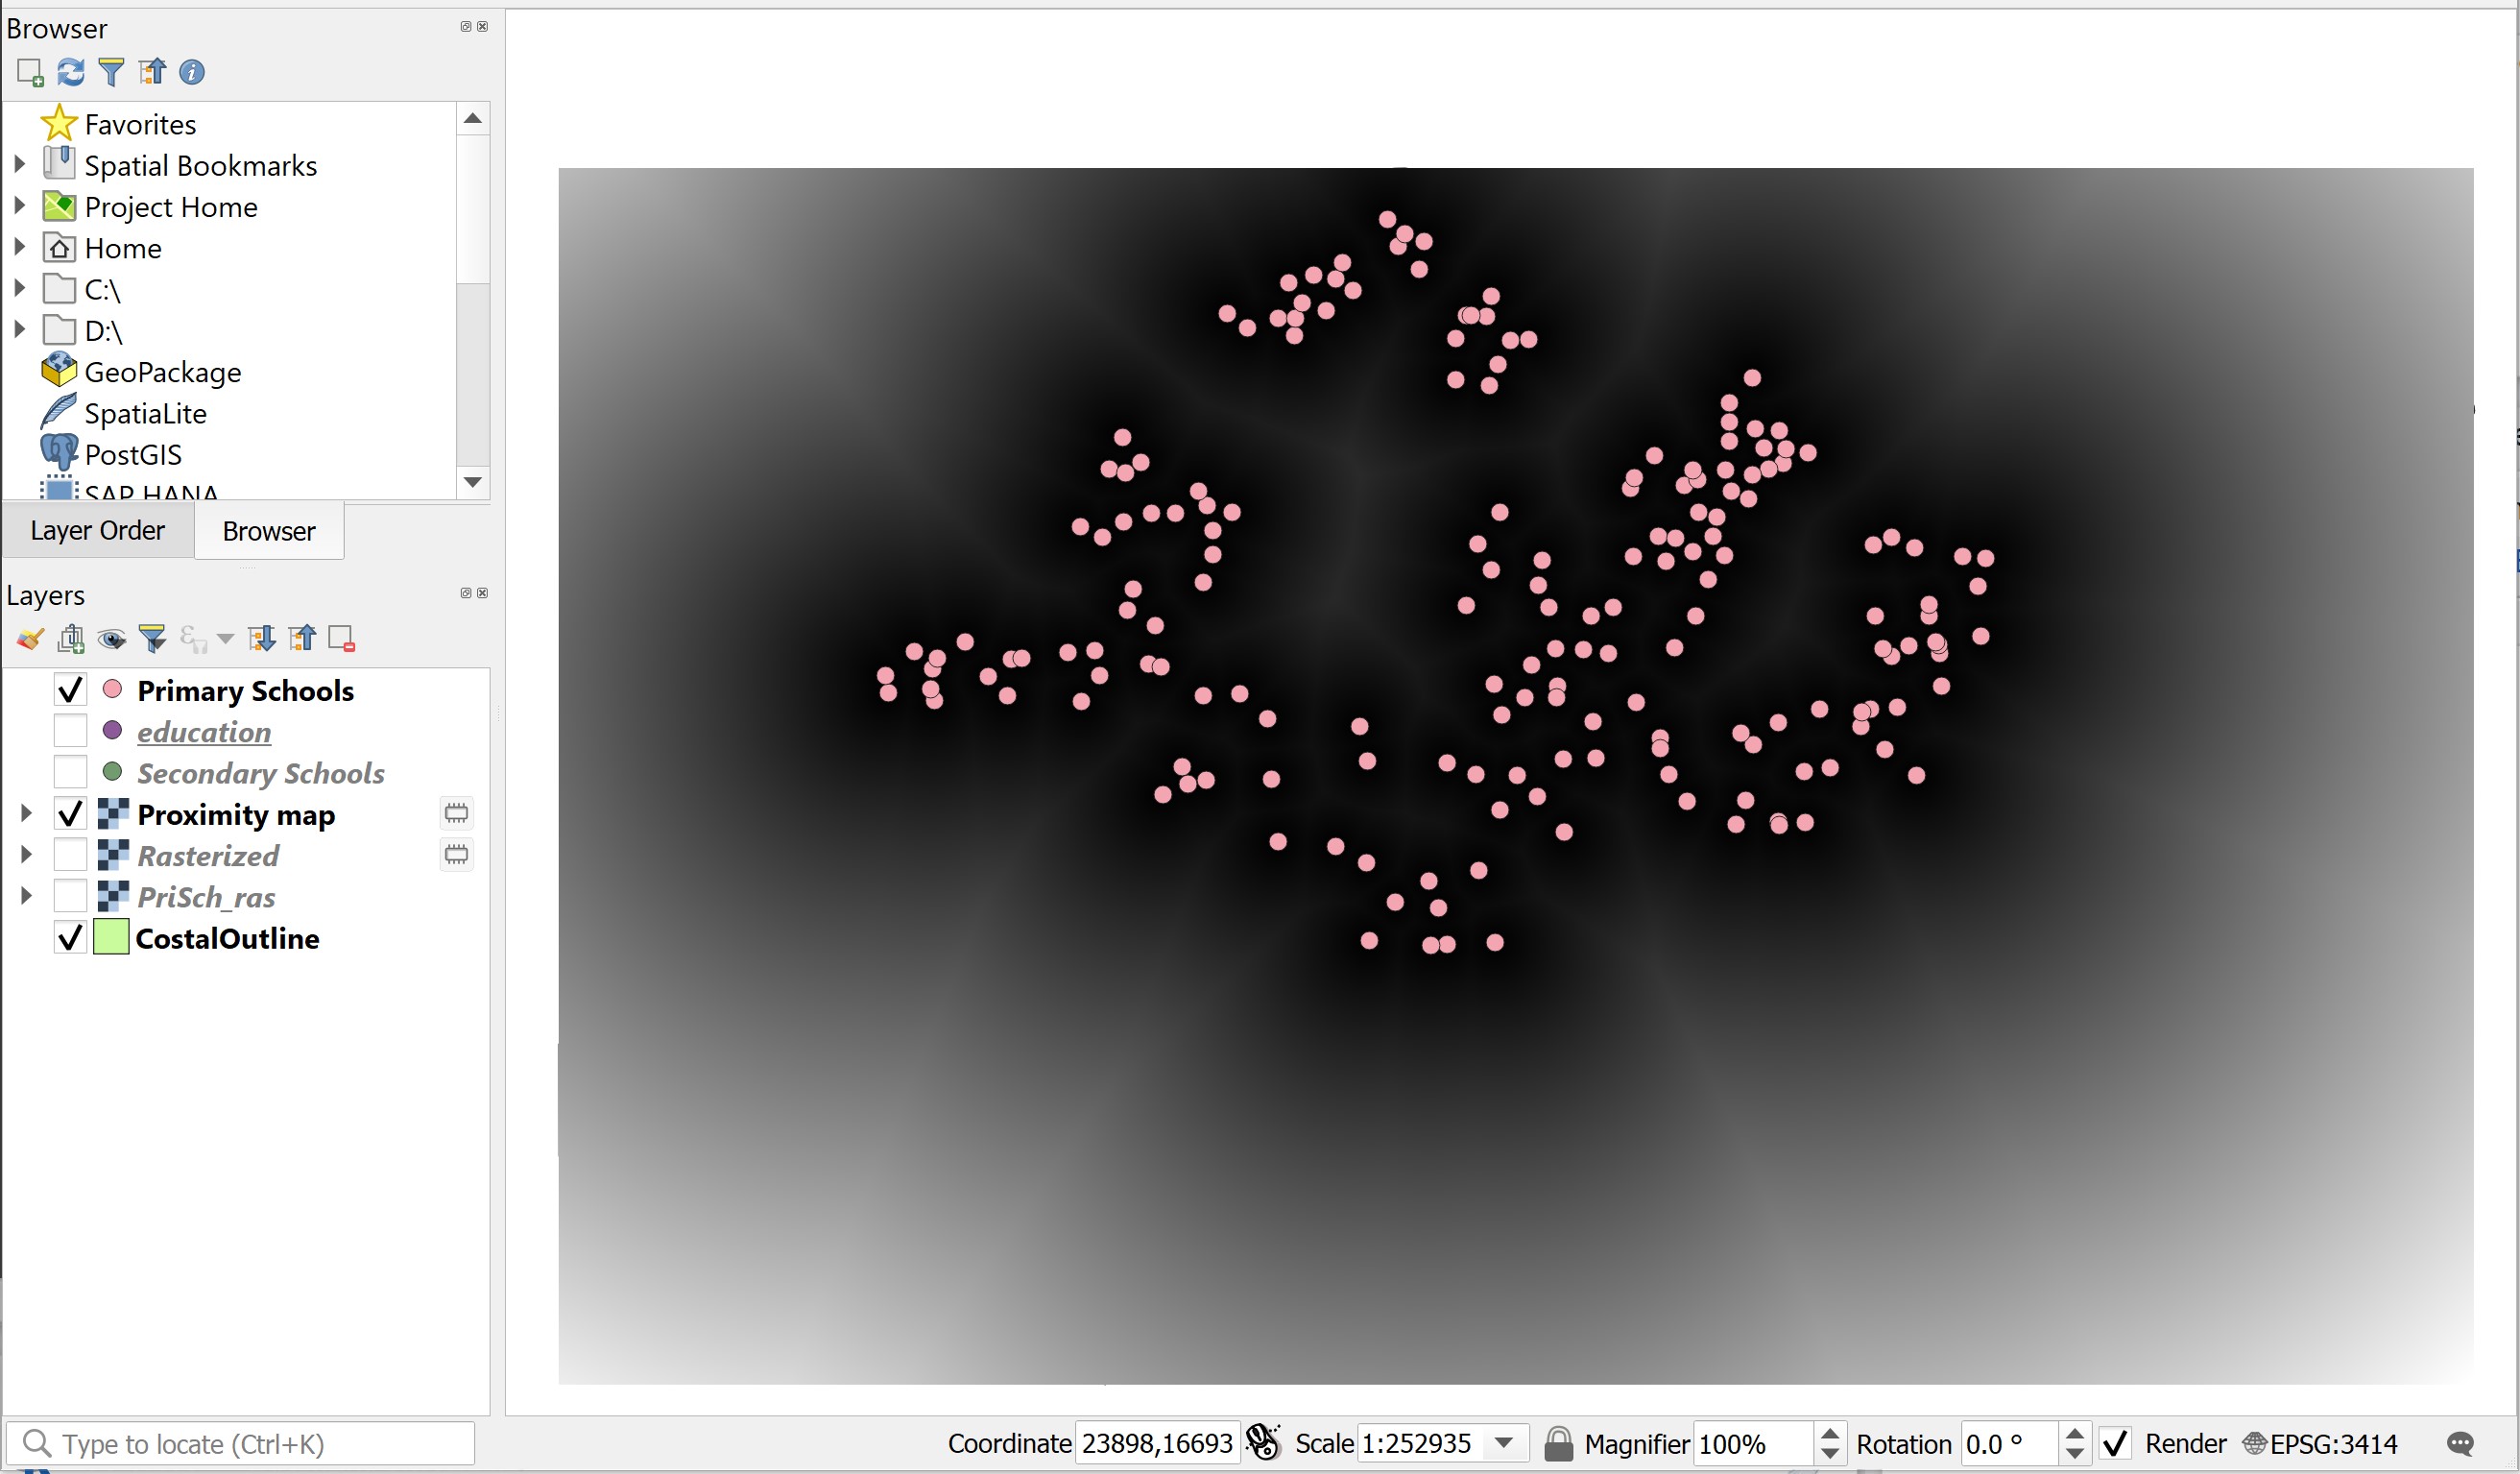 Browser
Favorites
Spatial Bookmarks
Project Home
Home
C:\
D:\
GeoPackage
SpatiaLite
PostGIS
SAP HANA
Layer Order Browser
Layers
Primary Schools
education
Secondary Schools
Proximity map
Rasterized
PriSch_ras
CostalOutline
Type to locate (Ctrl+K) Coordinate 23898,16693 Scale 1:252935 Magnifier 100% Rotation 0.0 ° Render EPSG:3414